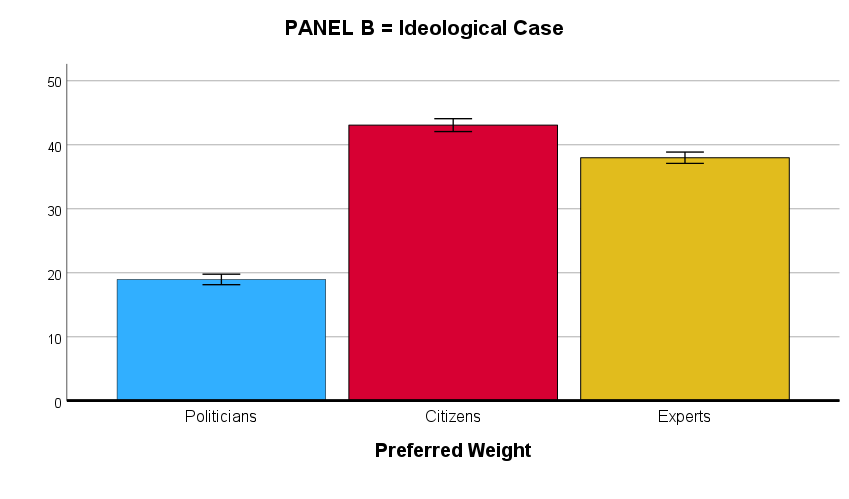 PANEL B = Ideological Case
50
40
30
20
10
0
Politicians Citizens Experts
Preferred Weight